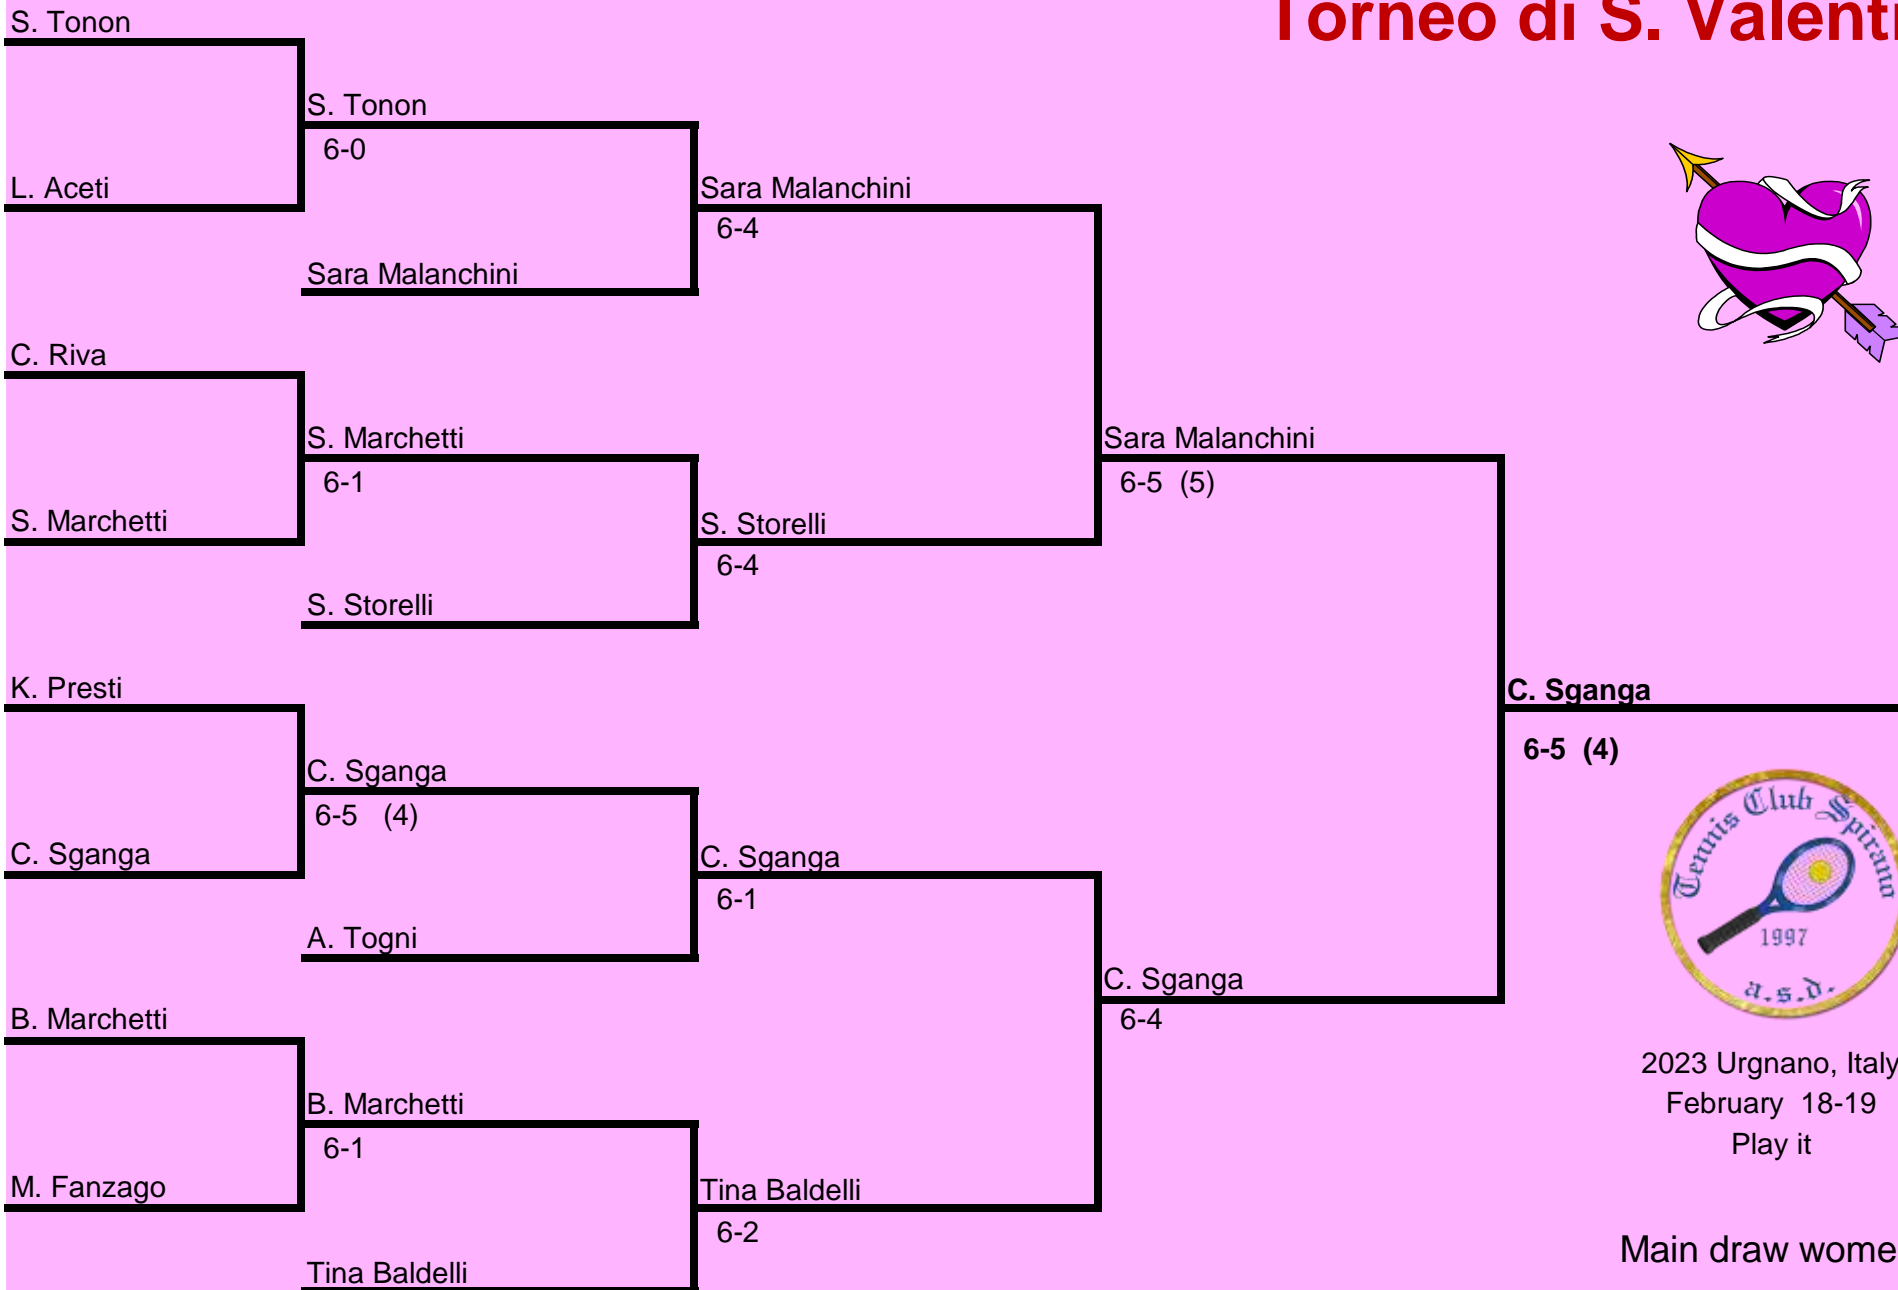 Torneo di S. Valenti
S. Tonon
S. Tonon
6-0
L. Aceti
Sara Malanchini
6-4
Sara Malanchini
C. Riva
S. Marchetti
Sara Malanchini
6-1
6-5 (5)
S. Marchetti
S. Storelli
6-4
S. Storelli
K. Presti
C. Sganga
6-5 (4)
C. Sganga
6-5 (4)
C. Sganga
C. Sganga
6-1
A. Togni
C. Sganga
6-4
B. Marchetti
B. Marchetti
6-1
M. Fanzago
Tina Baldelli
6-2
Tina Baldelli
Tennis Club Spirano
1997
a.s.d.
2023 Urgnano, Italy
February 18-19
Play it
Main draw wome